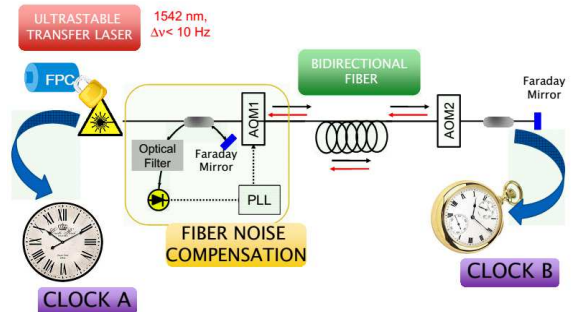 ULTRASTABLE
TRANSFER LASER
1542 nm,
Δν< 10 Hz
FPC
BIDIRECTIONAL
FIBER
Faraday
Mirror
AOM1
AOM2
Optical
Filter
Faraday
Mirror
PLL
FIBER NOISE
COMPENSATION
CLOCK A
CLOCK B